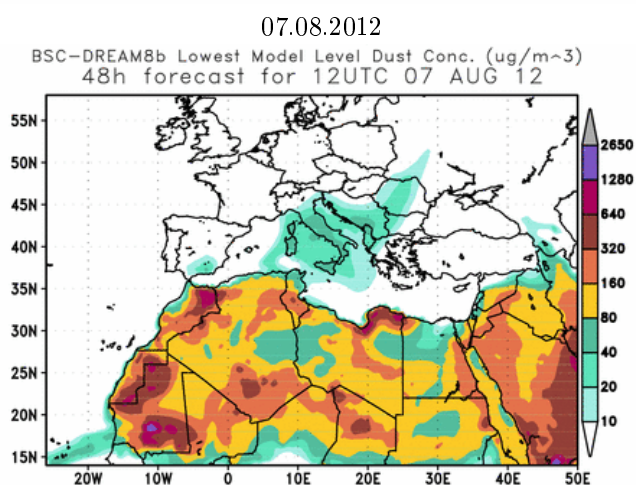 07.08.2012
BSC-DREAM8b Lowest Model Level Dust Conc. (ug/m^3)
48h forecast for 12UTC 07 AUG 12
55N
50N
45N
40N
35N
30N
25N
20N
15N
20W
10W
0
10E
20E
30E
40E
50E
2650
1280
640
320
160
80
40
20
10